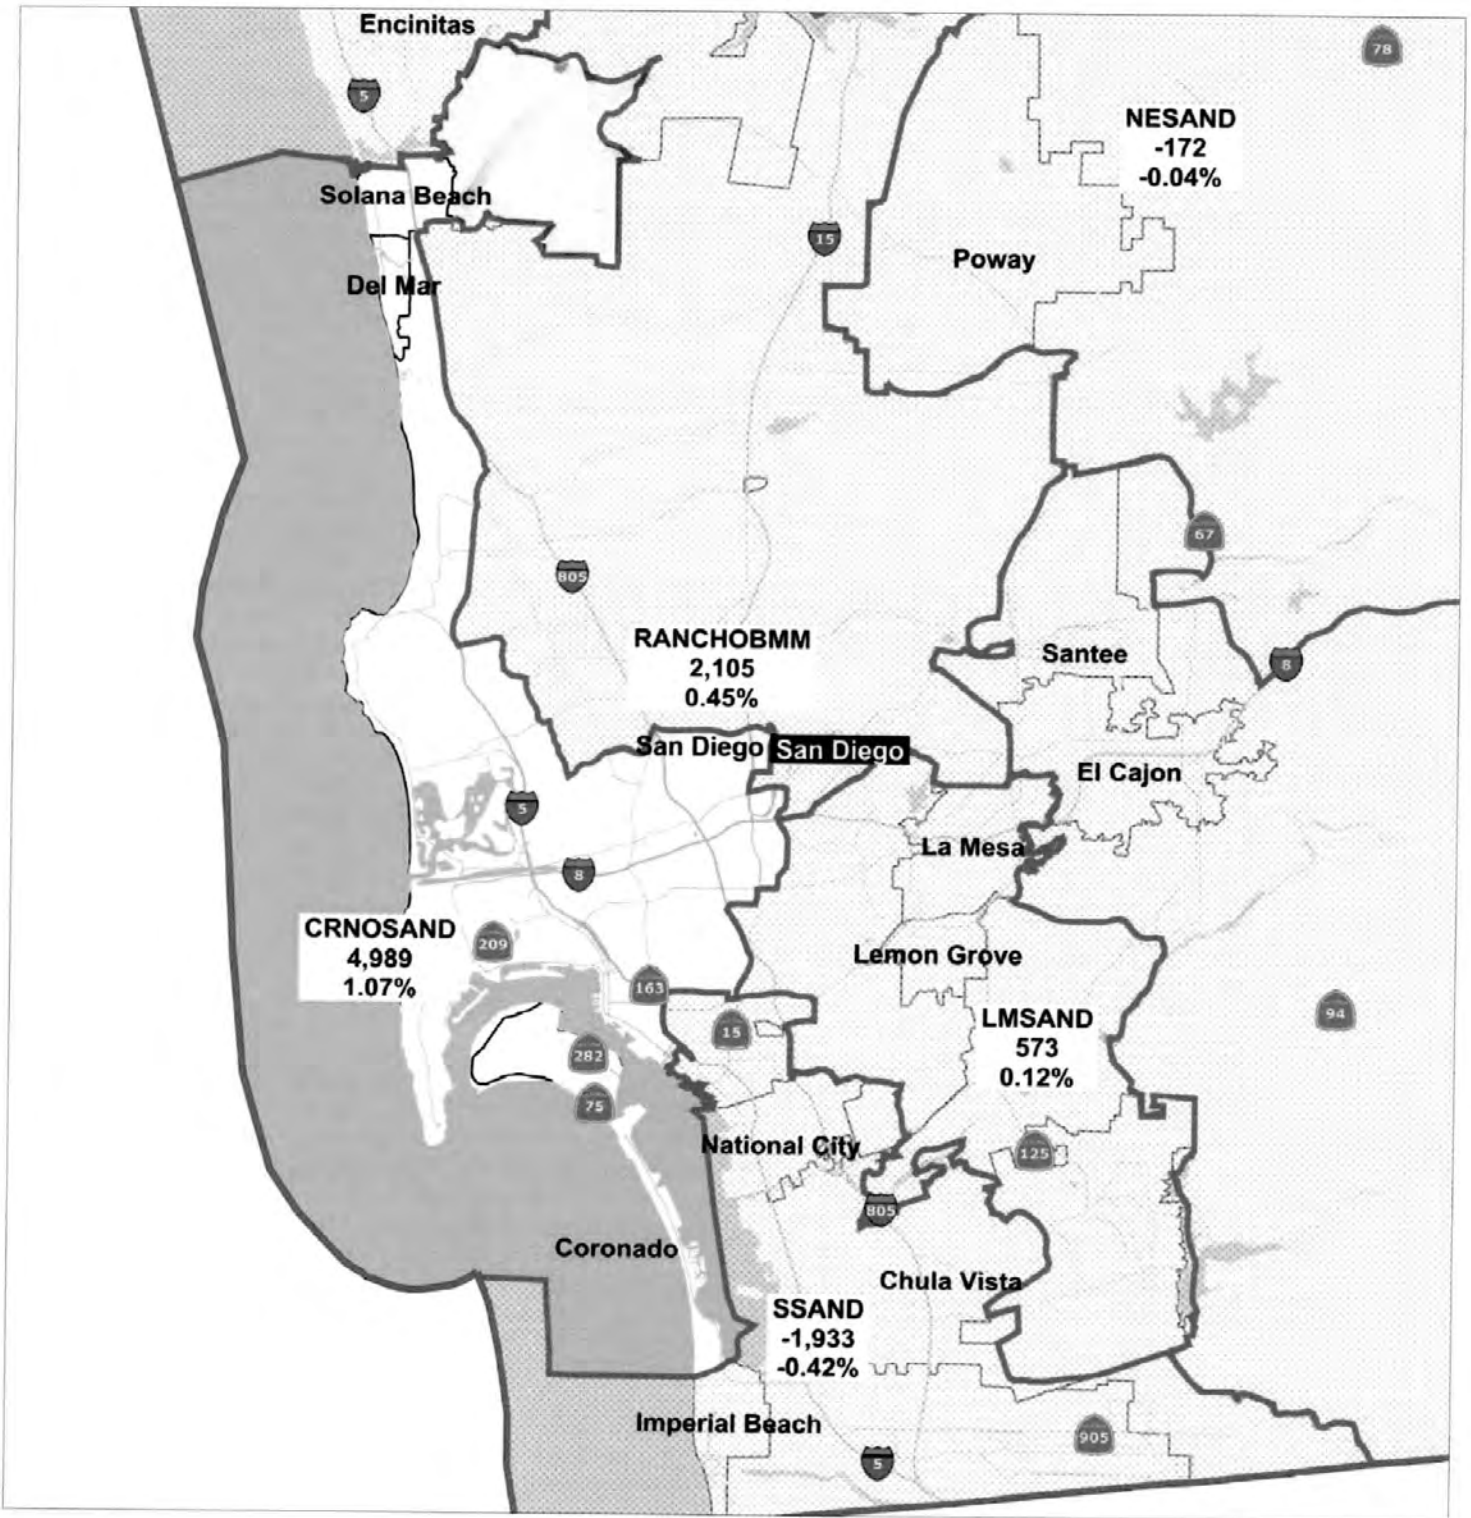 Encinitas
78
5
NESAND
-172
-0.04%
Solana Beach
15
Poway
Del Mar
67
805
RANCHOBMM
2,105
0.45%
Santee
8
San Diego
San Diego
El Cajon
5
La Mesa
8
CRNOSAND
4,989
1.07%
209
Lemon Grove
163
LMSAND
573
0.12%
94
15
282
75
National City
125
805
Coronado
Chula Vista
SSAND
-1,933
-0.42%
Imperial Beach
905
5